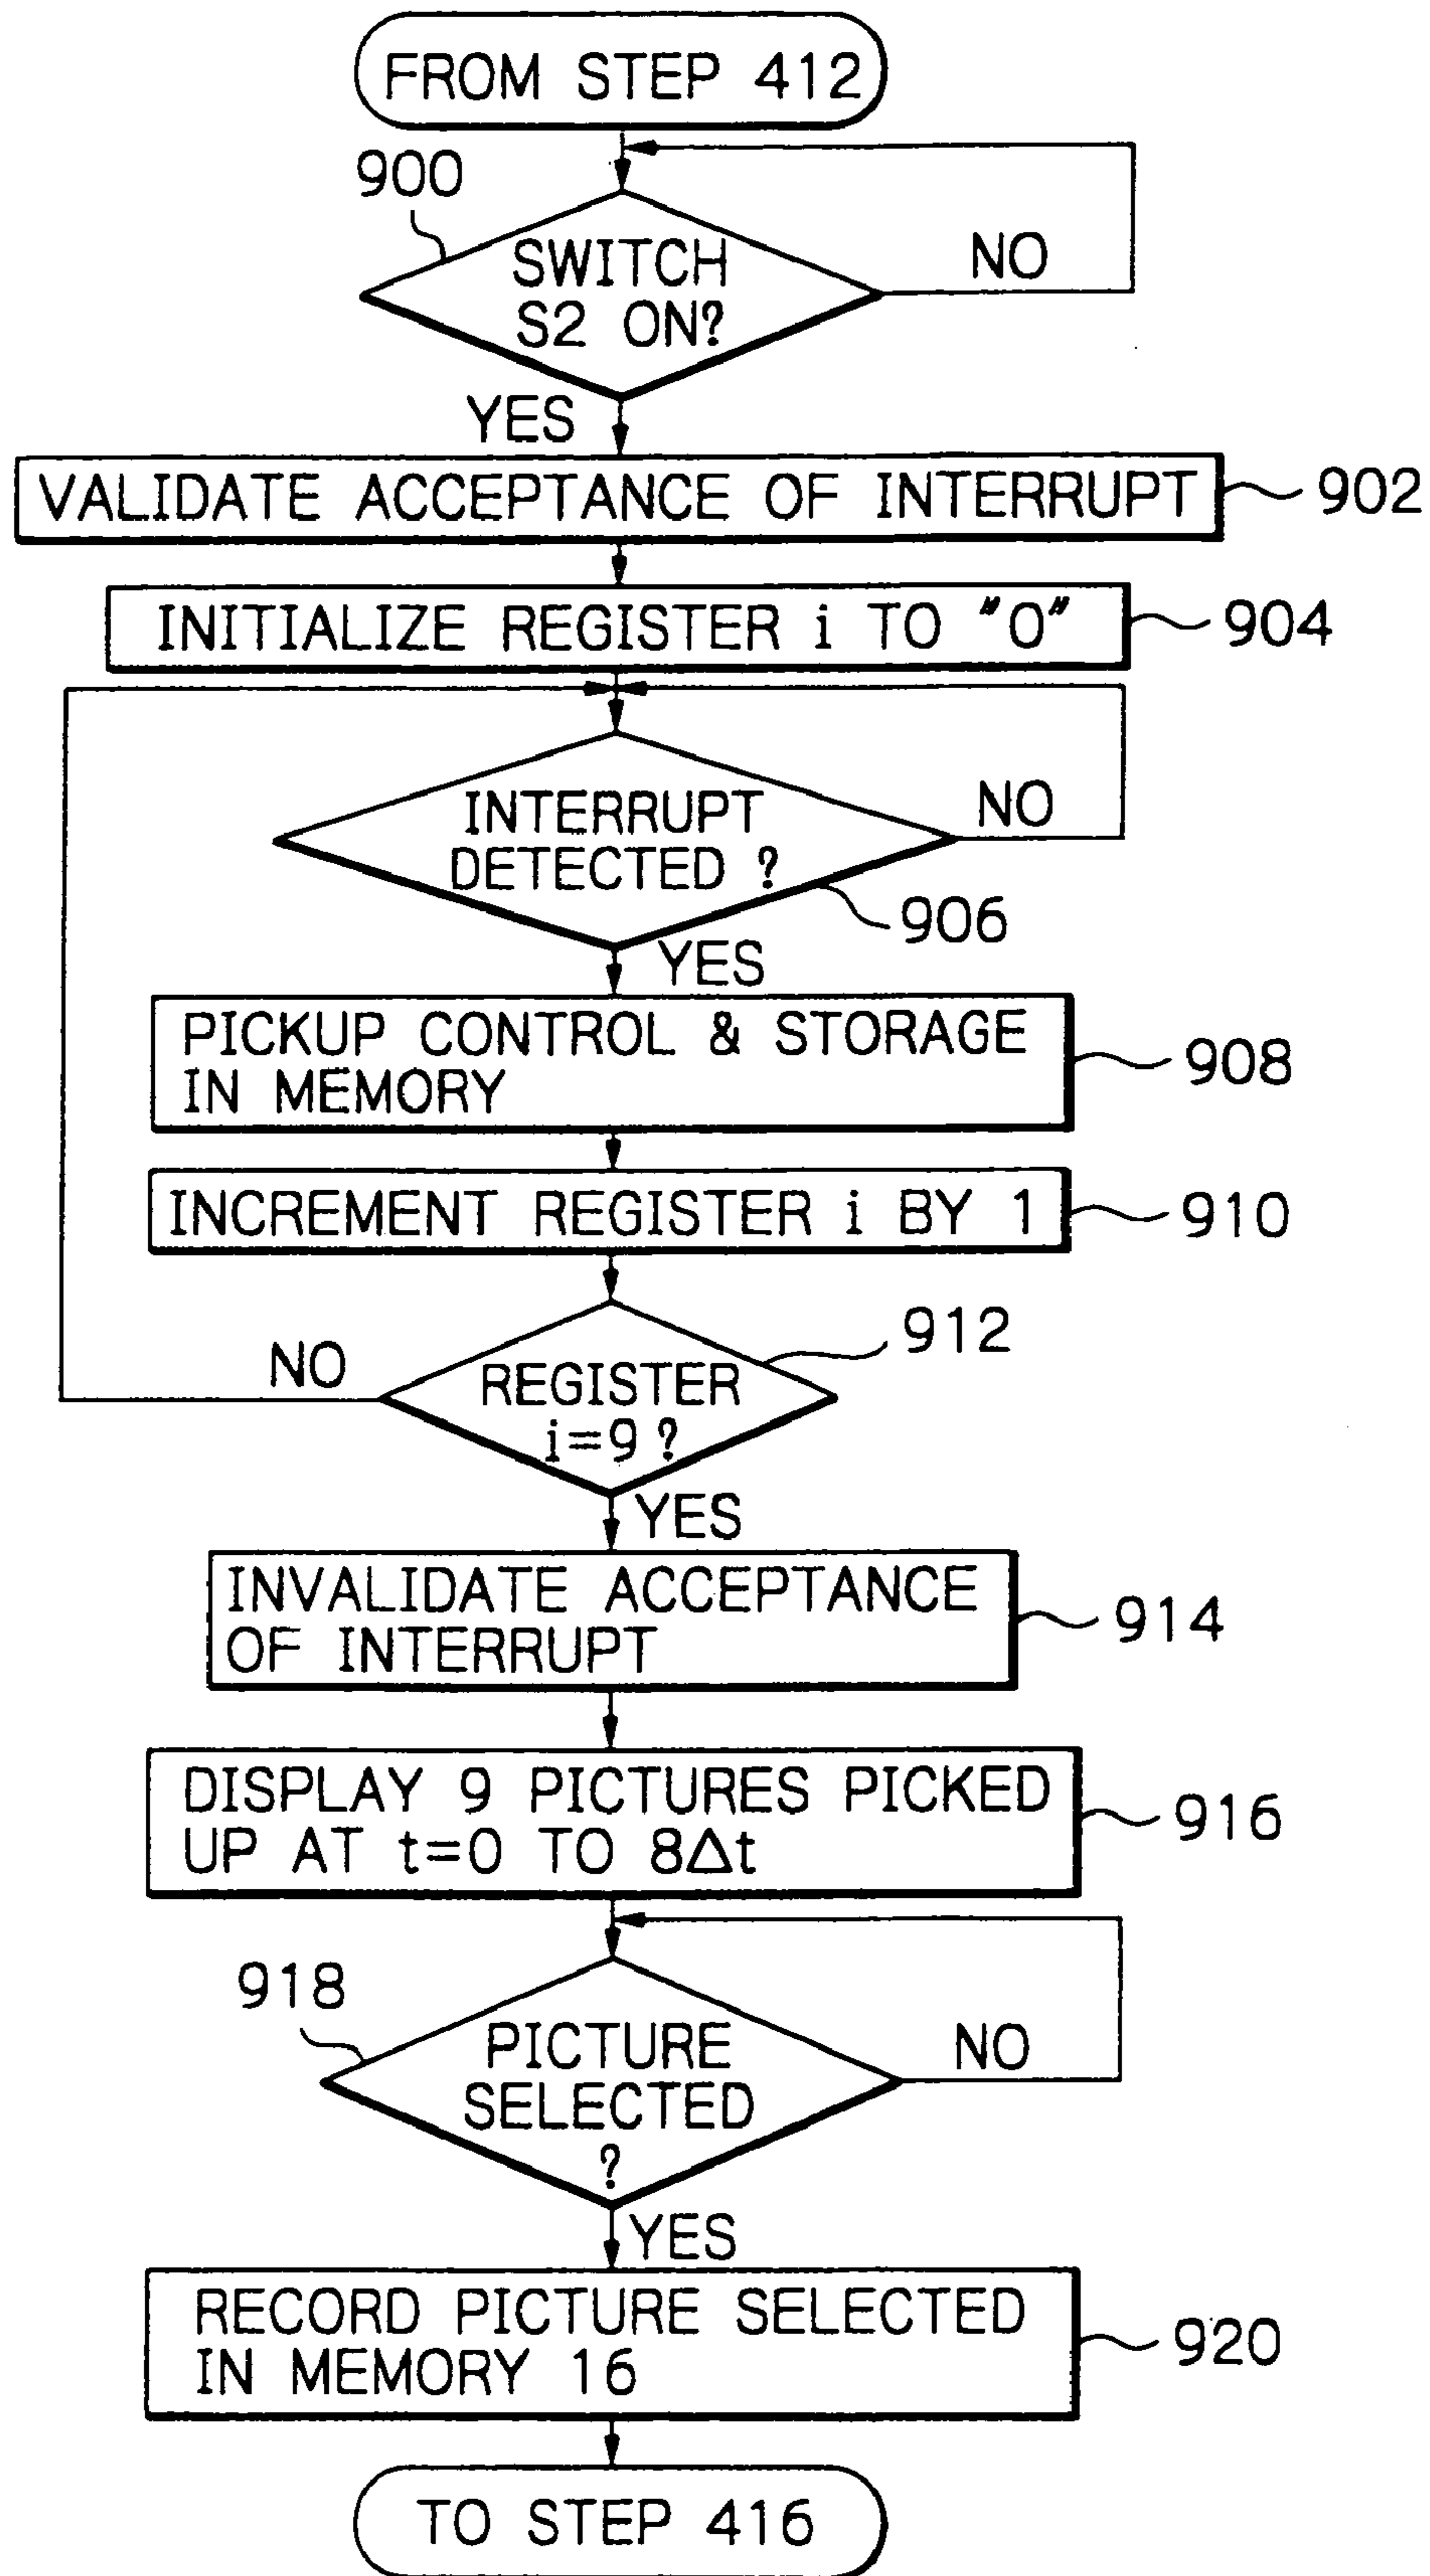 FROM STEP 412
900
SWITCH
S2 ON?
NO
YES
VALIDATE ACCEPTANCE OF INTERRUPT
902
INITIALIZE REGISTER i TO "0"
904
INTERRUPT
DETECTED ?
NO
906
YES
PICKUP CONTROL & STORAGE
IN MEMORY
908
INCREMENT REGISTER i BY 1
910
912
NO
REGISTER
i=9 ?
YES
INVALIDATE ACCEPTANCE
OF INTERRUPT
914
DISPLAY 9 PICTURES PICKED
UP AT t=0 TO 8Δt
916
918
PICTURE
SELECTED
?
NO
YES
RECORD PICTURE SELECTED
IN MEMORY 16
920
TO STEP 416